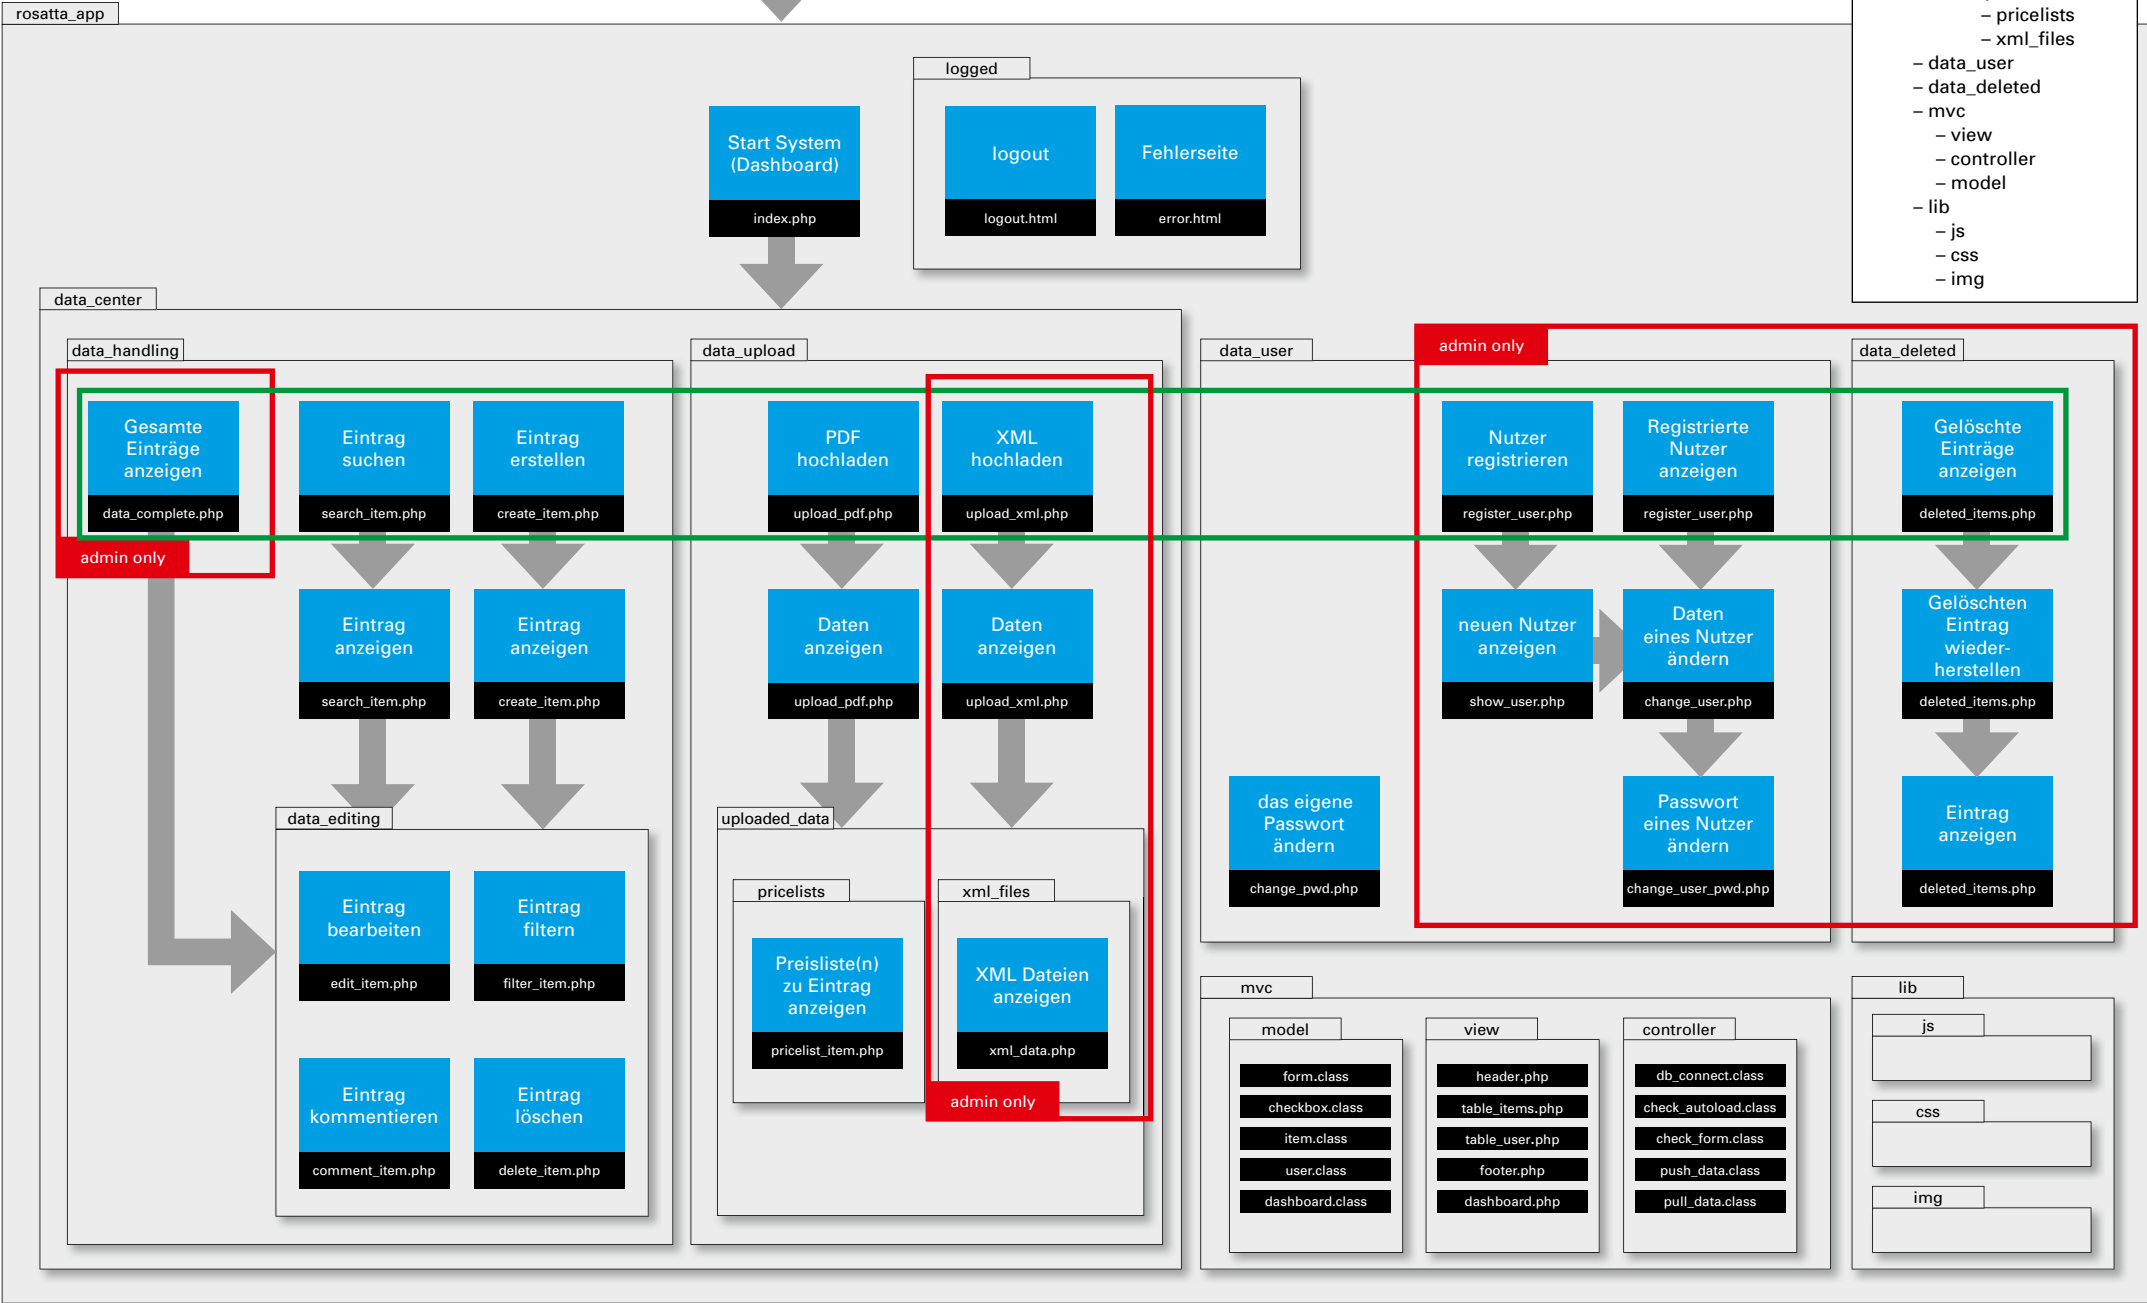 rosatta_app
– pricelists
– xml_files
– data_user
– data_deleted
– mvc
– view
– controller
– model
– lib
– js
– css
– img
logged
Start System
(Dashboard)
index.php
logout
logout.html
Fehlerseite
error.html
data_center
data_handling
Gesamte
Einträge
anzeigen
data_complete.php
admin only
Eintrag
suchen
search_item.php
Eintrag
erstellen
create_item.php
Eintrag
anzeigen
search_item.php
Eintrag
anzeigen
create_item.php
data_editing
Eintrag
bearbeiten
edit_item.php
Eintrag
filtern
filter_item.php
Eintrag
kommentieren
comment_item.php
Eintrag
löschen
delete_item.php
data_upload
PDF
hochladen
upload_pdf.php
XML
hochladen
upload_xml.php
Daten
anzeigen
upload_pdf.php
Daten
anzeigen
upload_xml.php
uploaded_data
pricelists
Preisliste(n)
zu Eintrag
anzeigen
pricelist_item.php
xml_files
XML Dateien
anzeigen
xml_data.php
admin only
data_user
admin only
Nutzer
registrieren
register_user.php
Registrierte
Nutzer
anzeigen
register_user.php
neuen Nutzer
anzeigen
show_user.php
Daten
eines Nutzer
ändern
change_user.php
das eigene
Passwort
ändern
change_pwd.php
Passwort
eines Nutzer
ändern
change_user_pwd.php
data_deleted
Gelöschte
Einträge
anzeigen
deleted_items.php
Gelöschten
Eintrag
wieder-
herstellen
deleted_items.php
Eintrag
anzeigen
deleted_items.php
mvc
model
form.class
checkbox.class
item.class
user.class
dashboard.class
view
header.php
table_items.php
table_user.php
footer.php
dashboard.php
controller
db_connect.class
check_autoload.class
check_form.class
push_data.class
pull_data.class
lib
js
css
img